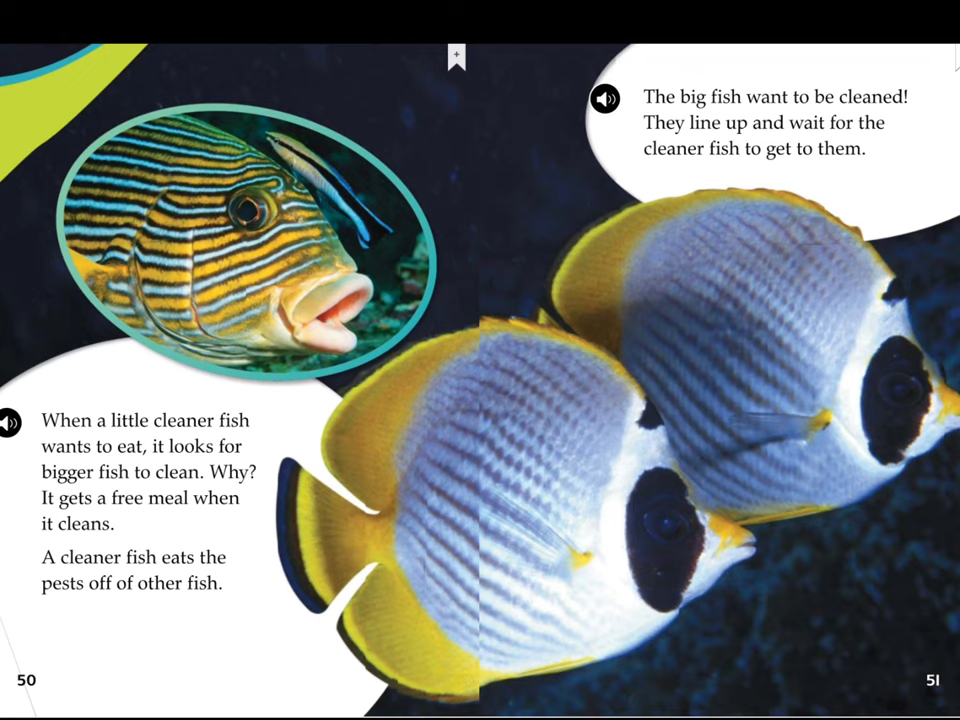 When a little cleaner fish
wants to eat, it looks for
bigger fish to clean. Why?
It gets a free meal when
it cleans.
A cleaner fish eats the
pests off of other fish.
50
The big fish want to be cleaned!
They line up and wait for the
cleaner fish to get to them.
51